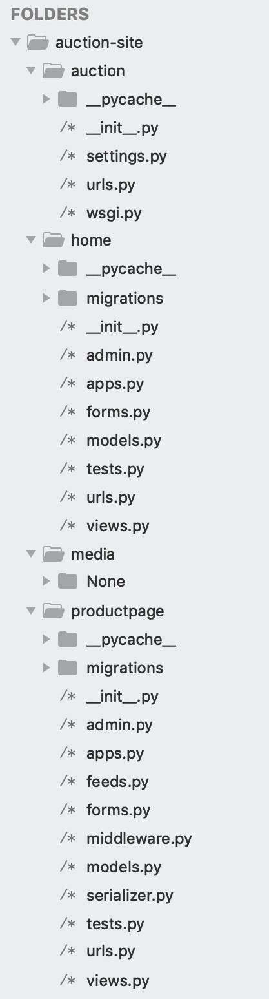 FOLDERS
auction-site
auction
__pycache__
/* __init__.py
/* settings.py
/* urls.py
/* wsgi.py
home
__pycache__
migrations
/* __init__.py
/* admin.py
/* apps.py
/* forms.py
/* models.py
/* tests.py
/* urls.py
/* views.py
media
None
productpage
__pycache__
migrations
/* __init__.py
/* admin.py
/* apps.py
/* feeds.py
/* forms.py
/* middleware.py
/* models.py
/* serializer.py
/* tests.py
/* urls.py
/* views.py